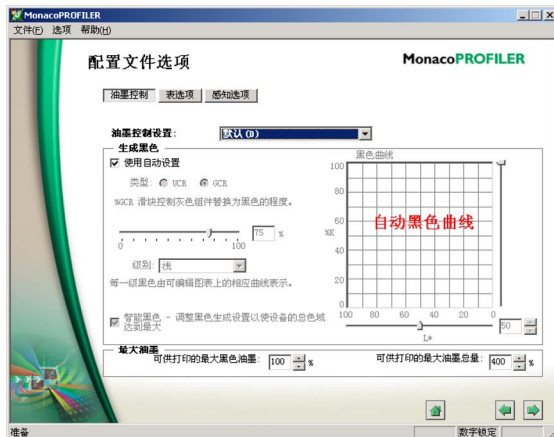 MonacoPROFILER
文件(F) 选项 帮助(H)
配置文件选项
MonacoPROFILER
油墨控制 表选项 感知选项
油墨控制设置: 默认(D)
生成黑色
使用自动设置
类型: UCR GCR
%GCR 滑块控制灰色组件替换为黑色的程度。
75 %
0 100
级别: 浅
每一级黑色由可编辑图表上的相应曲线表示。
智能黑色 - 调整黑色生成设置以使设备的总色域
达到最大
黑色曲线
100
80
60
%K
40
20
0
自动黑色曲线
100 80 60 40 20 0
L*
50
最大油墨
可供打印的最大黑色油墨: 100 %
可供打印的最大油墨总量: 400 %
准备
数字锁定